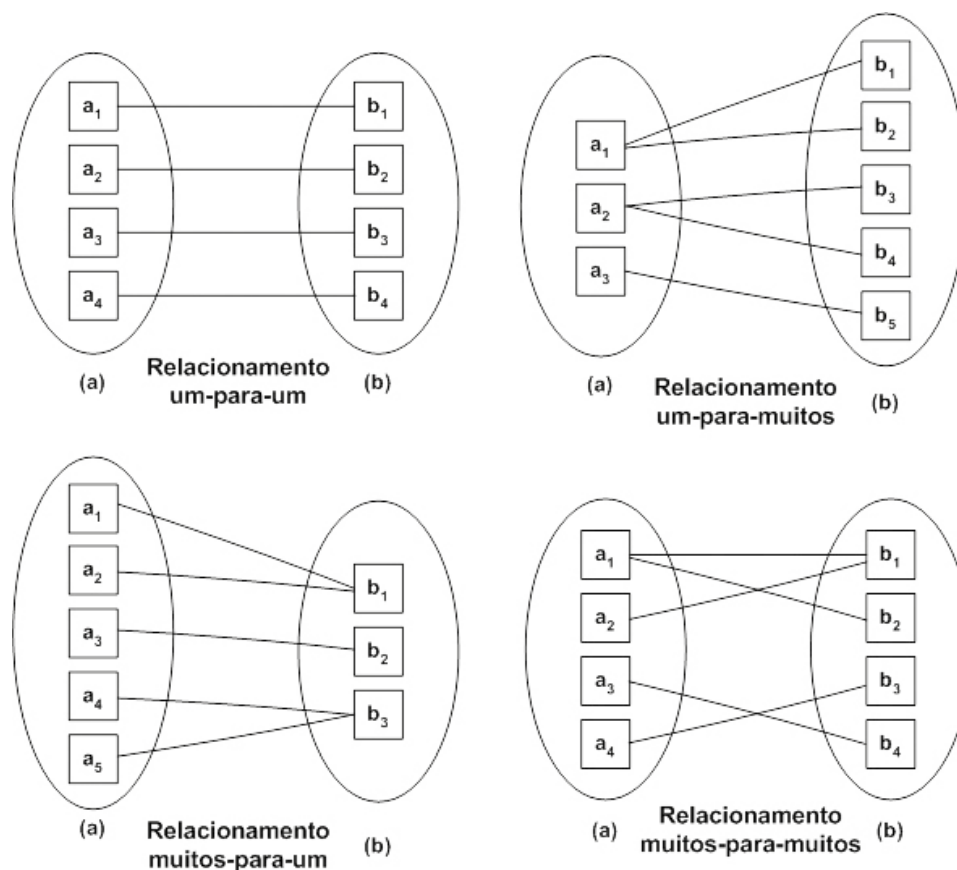 a₁
b₁
a₂
b₂
a₃
b₃
a₄
b₄
(a)
Relacionamento
um-para-um
(b)
a₁
a₂
a₃
b₁
b₂
b₃
b₄
b₅
(a)
Relacionamento
um-para-muitos
(b)
a₁
a₂
a₃
a₄
a₅
b₁
b₂
b₃
(a)
Relacionamento
muitos-para-um
(b)
a₁
b₁
a₂
b₂
a₃
b₃
a₄
b₄
(a)
Relacionamento
muitos-para-muitos
(b)